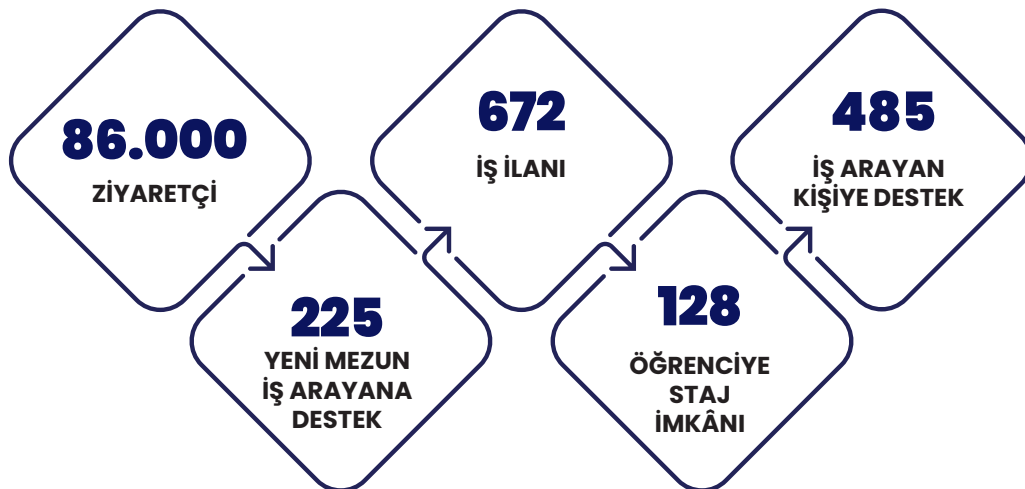 86.000
ZİYARETÇİ
225
YENİ MEZUN
İŞ ARAYANA
DESTEK
672
İŞ İLANI
128
ÖĞRENCİYE
STAJ
İMKÂNI
485
İŞ ARAYAN
KİŞİYE DESTEK